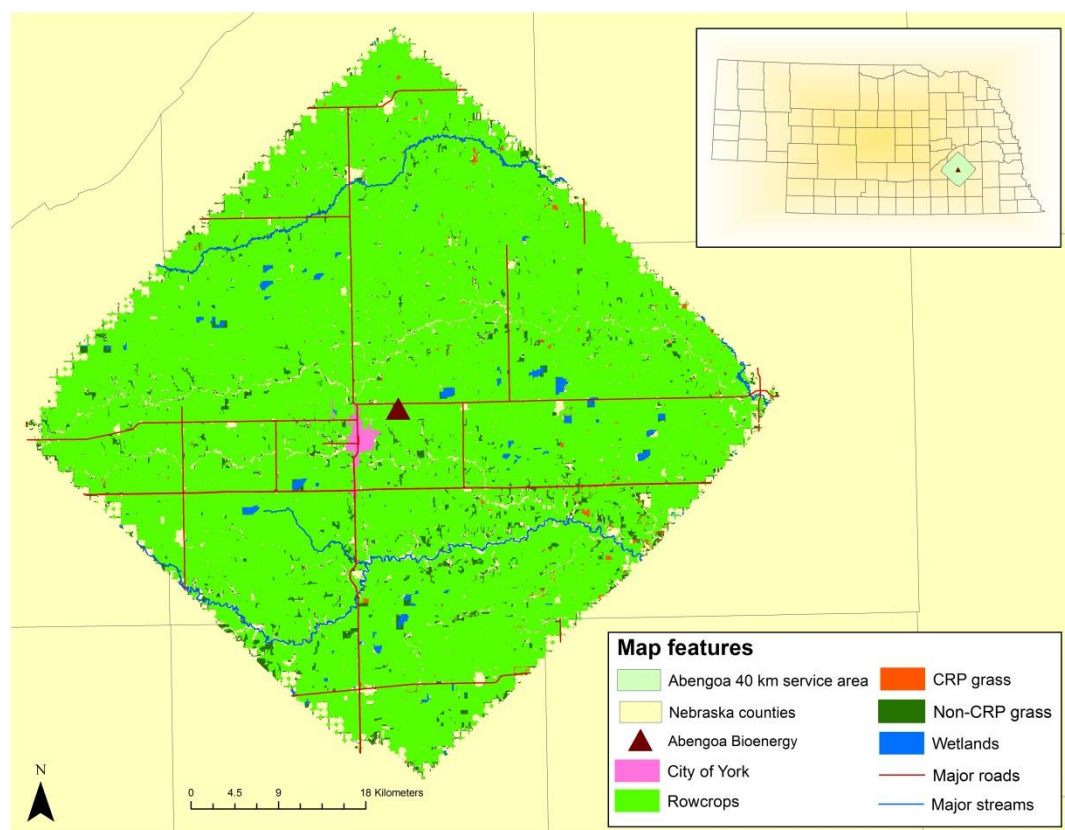 Map features
Abengoa 40 km service area
Nebraska counties
Abengoa Bioenergy
City of York
Rowcrops
CRP grass
Non-CRP grass
Wetlands
Major roads
Major streams
N
0 4.5 9 18 Kilometers